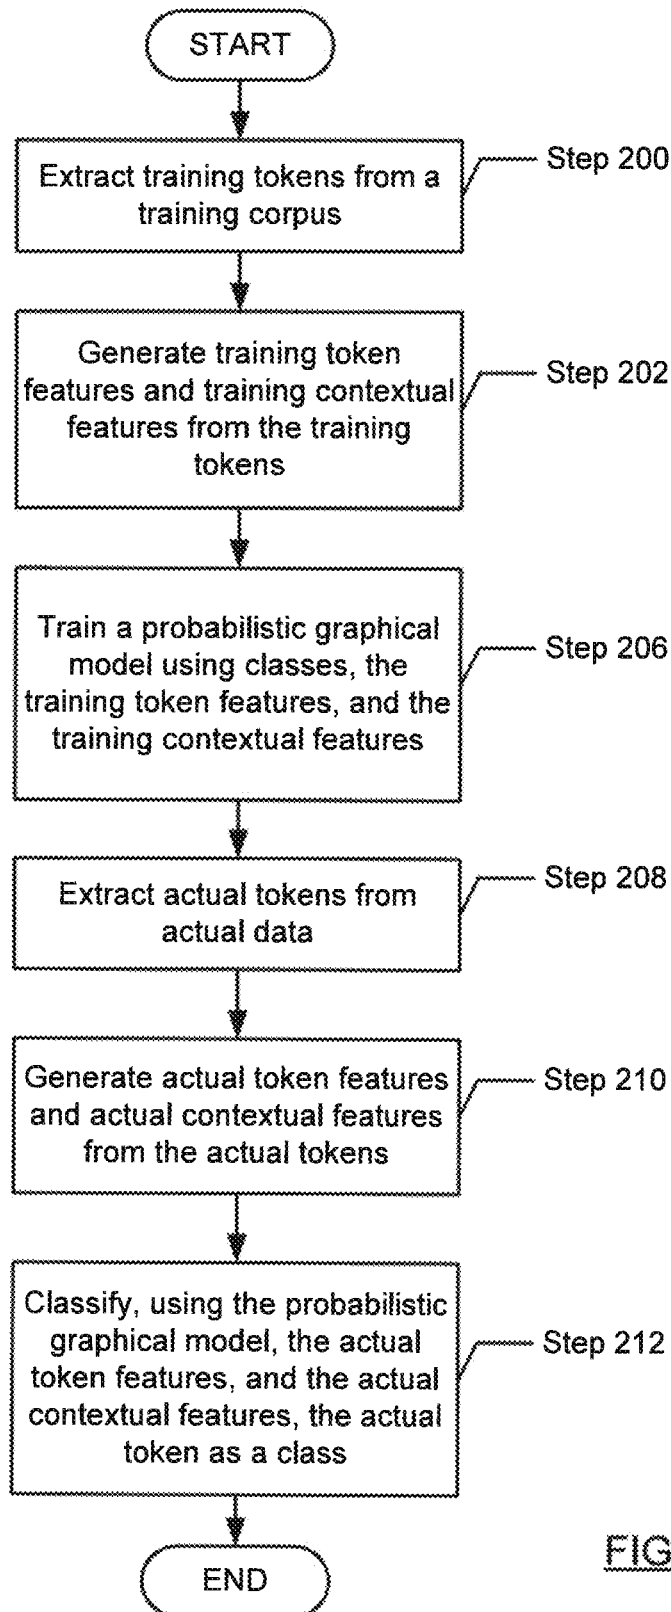 START
Extract training tokens from a
training corpus
Step 200
Generate training token
features and training contextual
features from the training
tokens
Step 202
Train a probabilistic graphical
model using classes, the
training token features, and the
training contextual features
Step 206
Extract actual tokens from
actual data
Step 208
Generate actual token features
and actual contextual features
from the actual tokens
Step 210
Classify, using the probabilistic
graphical model, the actual
token features, and the actual
contextual features, the actual
token as a class
Step 212
END
FIG